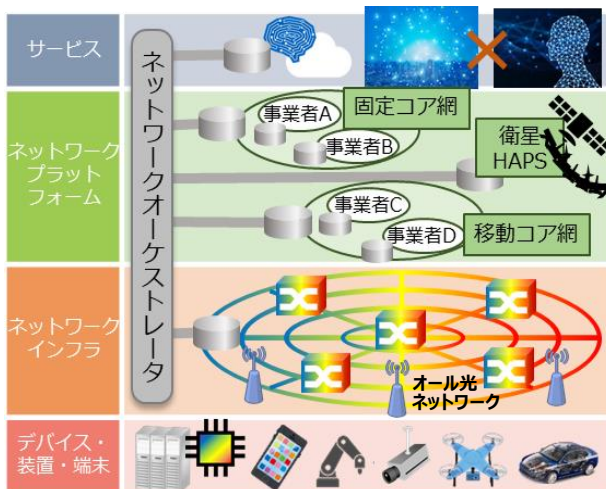 サービス
ネットワークオーケストレータ
ネットワーク
プラット
フォーム
事業者A
固定コア網
事業者B
衛星
HAPS
事業者C
事業者D
移動コア網
ネットワーク
インフラ
オール光
ネットワーク
デバイス・
装置・端末